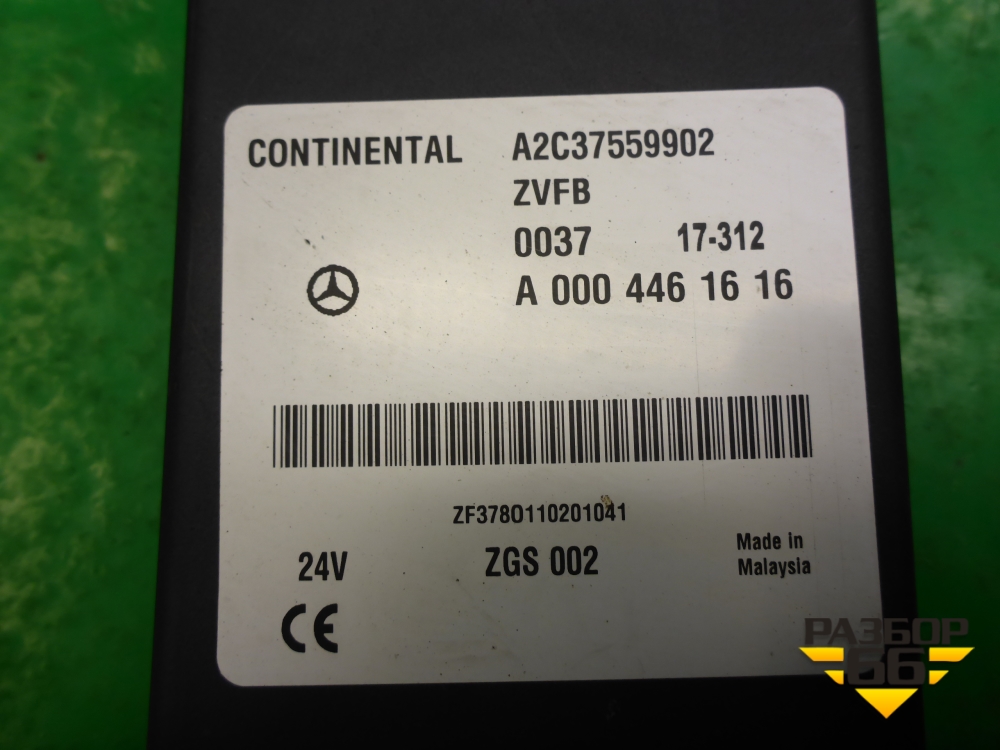 CONTINENTAL A2C37559902
ZVFB
0037 17-312
A 000 446 16 16
ZF3780110201041
24V ZGS 002 Made in
Malaysia
CE
РАЗБОР
66